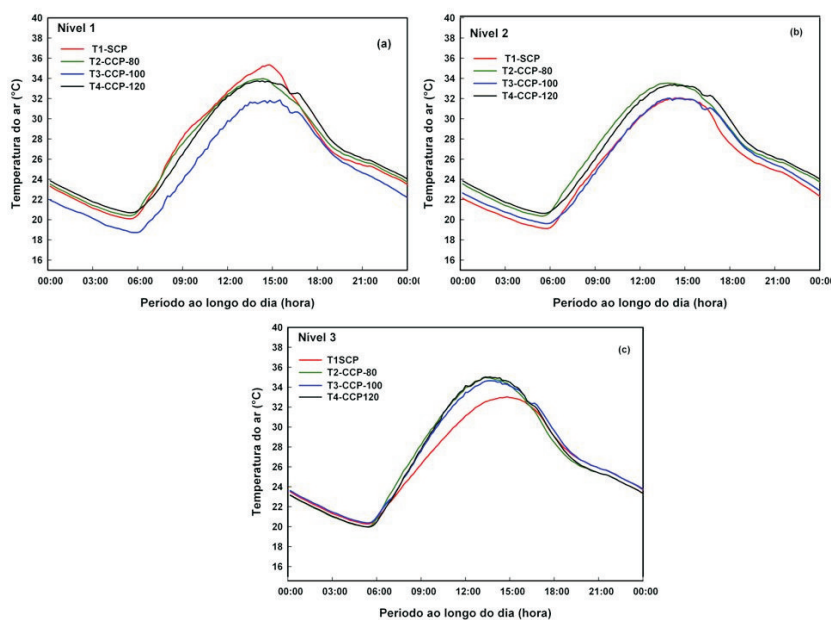 Nível 1
(a)
T1-SCP
T2-CCP-80
T3-CCP-100
T4-CCP-120
Temperatura do ar (°C)
40
38
36
34
32
30
28
26
24
22
20
18
16
00:00 03:00 06:00 09:00 12:00 15:00 18:00 21:00 24:00
Período ao longo do dia (hora)
Nível 2
(b)
T1-SCP
T2-CCP-80
T3-CCP-100
T4-CCP-120
Temperatura do ar (°C)
40
38
36
34
32
30
28
26
24
22
20
18
16
00:00 03:00 06:00 09:00 12:00 15:00 18:00 21:00 00:00
Período ao longo do dia (hora)
Nível 3
(c)
T1SCP
T2-CCP-80
T3-CCP-100
T4-CCP120
Temperatura do ar (°C)
40
38
36
34
32
30
28
26
24
22
20
18
16
00:00 03:00 06:00 09:00 12:00 15:00 18:00 21:00 00:00
Período ao longo do dia (hora)